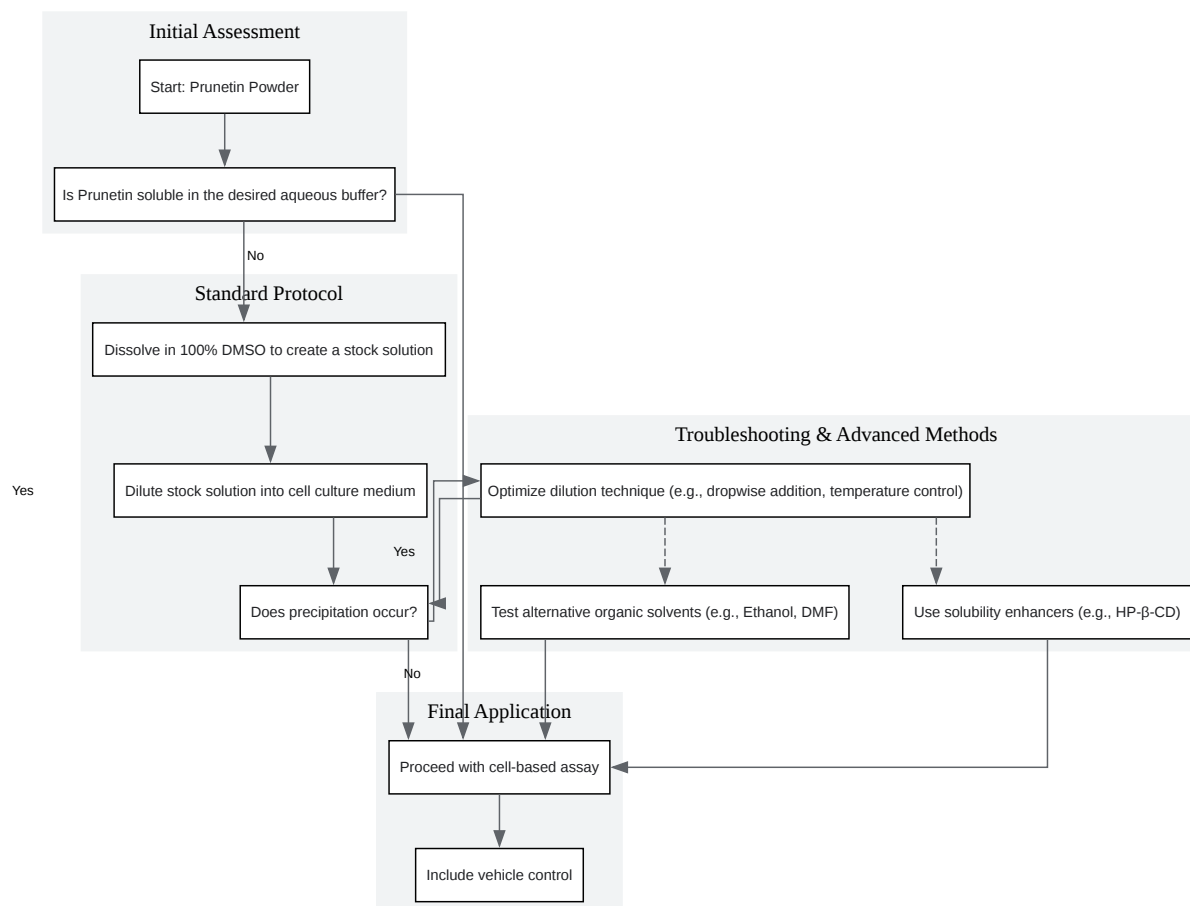 Initial Assessment
Start: Prunetin Powder
Is Prunetin soluble in the desired aqueous buffer?
No
Standard Protocol
Dissolve in 100% DMSO to create a stock solution
Troubleshooting & Advanced Methods
Yes
Dilute stock solution into cell culture medium
Optimize dilution technique (e.g., dropwise addition, temperature control)
Yes
Does precipitation occur?
Test alternative organic solvents (e.g., Ethanol, DMF)
Use solubility enhancers (e.g., HP-β-CD)
No
Final Application
Proceed with cell-based assay
Include vehicle control